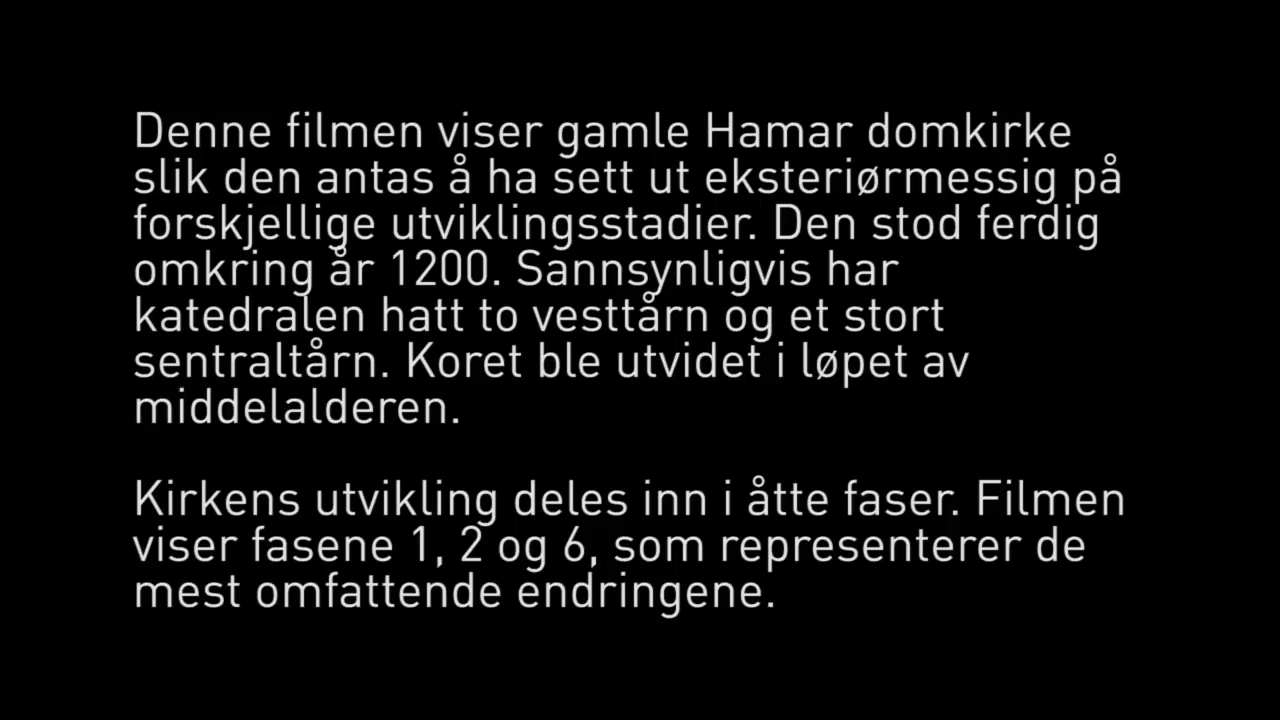 Denne filmen viser gamle Hamar domkirke
slik den antas å ha sett ut eksteriørmessig på
forskjellige utviklingsstadier. Den stod ferdig
omkring år 1200. Sannsynligvis har
katedralen hatt to vesttårn og et stort
sentraltårn. Koret ble utvidet i løpet av
middelalderen.
Kirkens utvikling deles inn i åtte faser. Filmen
viser fasene 1, 2 og 6, som representerer de
mest omfattende endringene.